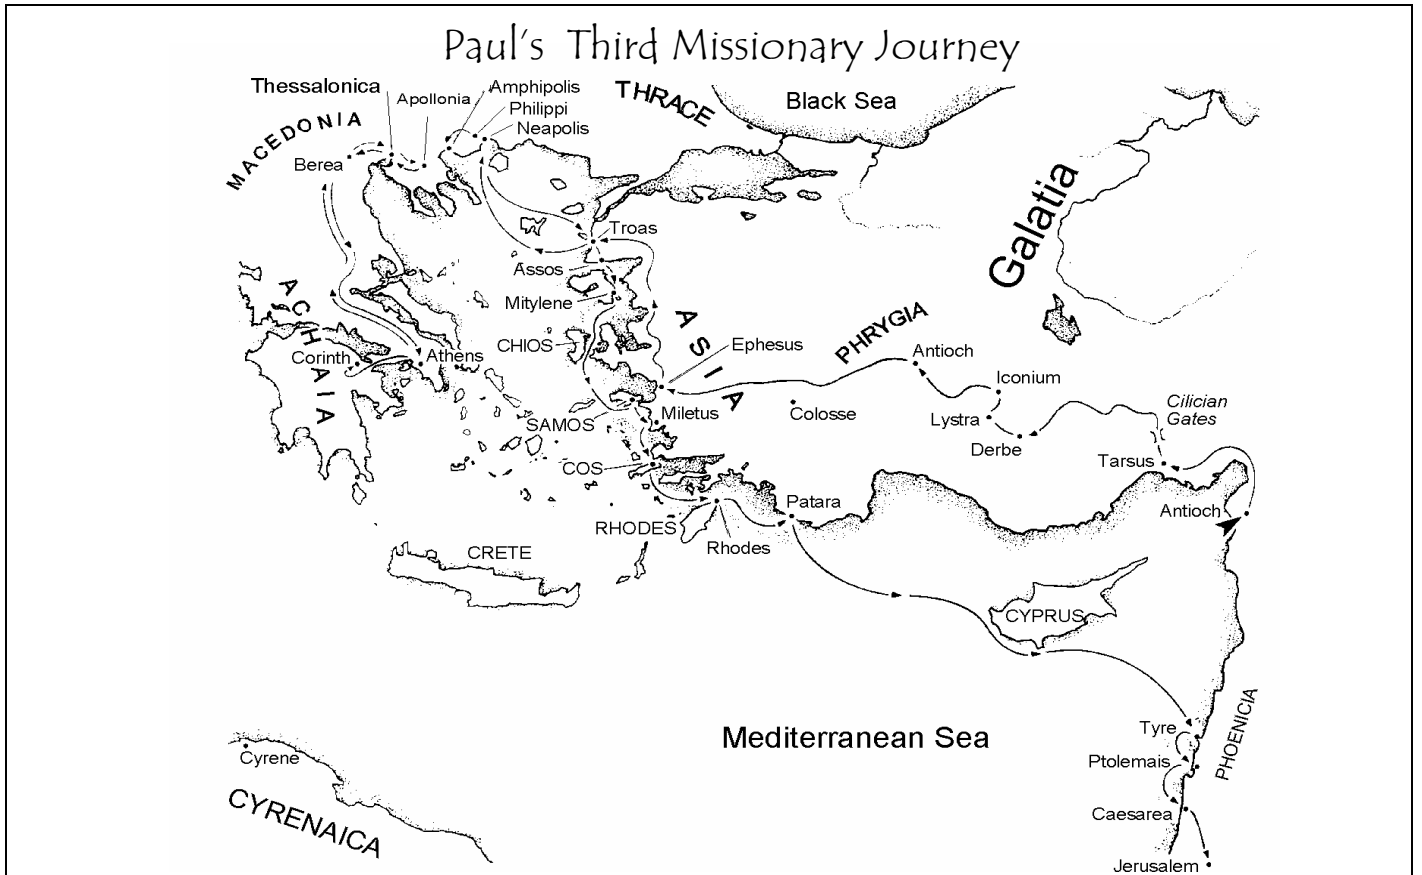 Paul's Third Missionary Journey
Thessalonica
Apollonia
Amphipolis
Philippi
Neapolis
THRACE
Black Sea
MACEDONIA
Berea
Galatia
Troas
Assos
Mitylene
ACHAIA
CHIOS
ASIA
Ephesus
PHRYGIA
Antioch
Corinth
Athens
Iconium
Colosse
Lystra
Derbe
Cilician
Gates
SAMOS
Miletus
COS
Tarsus
Patara
Antioch
RHODES
Rhodes
CRETE
CYPRUS
Mediterranean Sea
PHOENICIA
Tyre
Ptolemais
Caesarea
Jerusalem
Cyrene
CYRENAICA